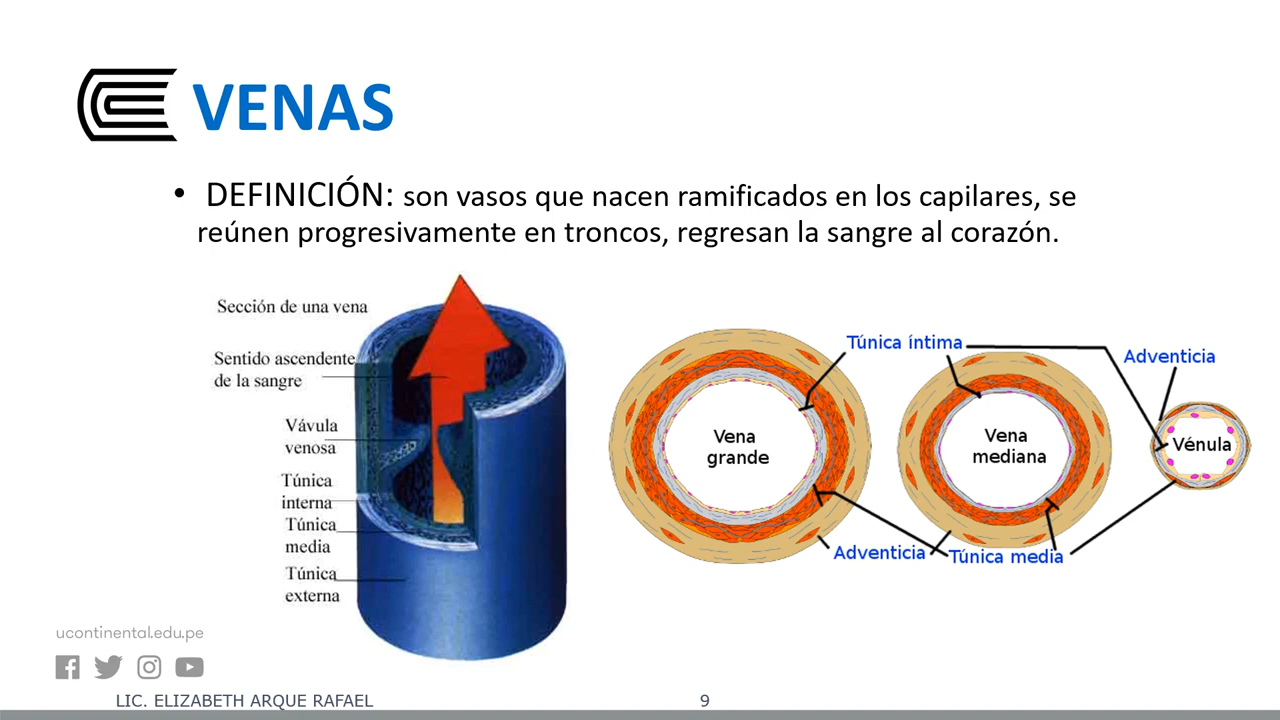 VENAS
• DEFINICIÓN: son vasos que nacen ramificados en los capilares, se
reúnen progresivamente en troncos, regresan la sangre al corazón.
Sección de una vena
Sentido ascendente
de la sangre
Vávula
venosa
Túnica
interna
Túnica
media
Túnica
externa
Túnica íntima
Adventicia
Vena
grande
Vena
mediana
Vénula
Adventicia
Túnica media
ucontinental.edu.pe
LIC. ELIZABETH ARQUE RAFAEL
9